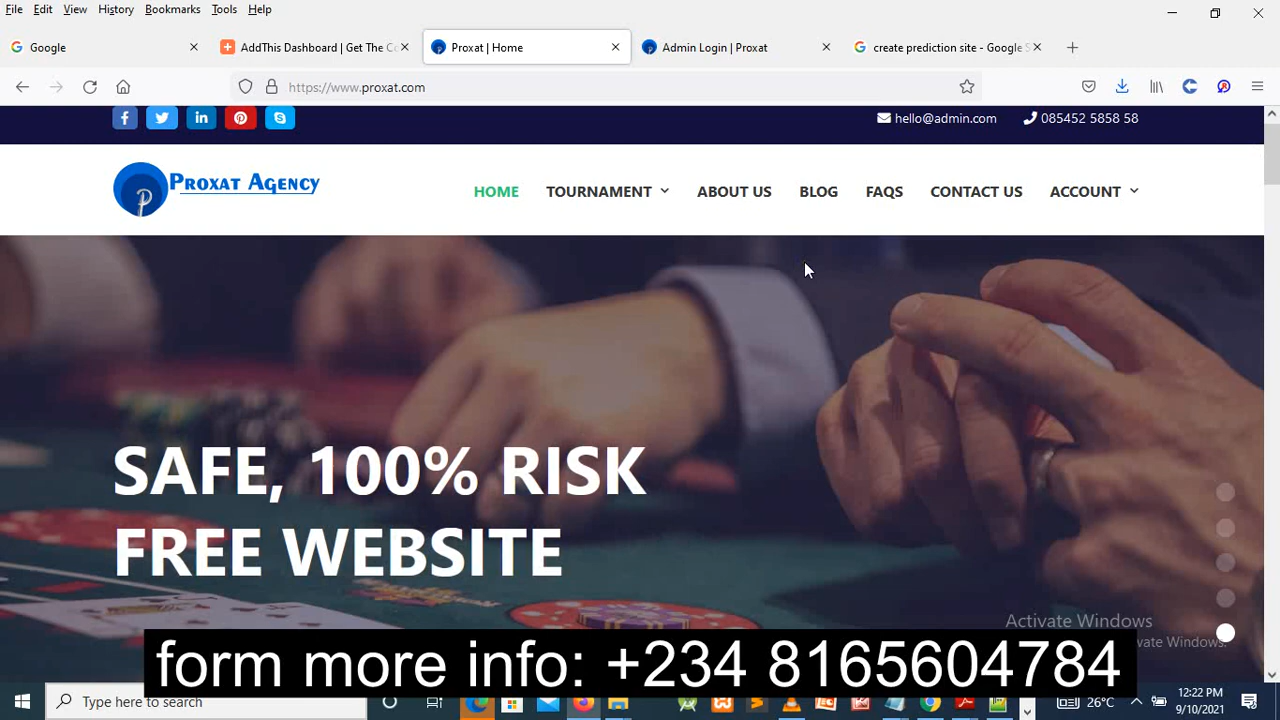 File Edit View History Bookmarks Tools Help
Google
AddThis Dashboard | Get The Co
Proxat | Home
Admin Login | Proxat
create prediction site - Google S
https://www.proxat.com
hello@admin.com
085452 5858 58
PROXAT AGENCY
HOME TOURNAMENT ABOUT US BLOG FAQS CONTACT US ACCOUNT
SAFE, 100% RISK
FREE WEBSITE
Activate Windows
vate Windows.
form more info: +234 8165604784
Type here to search
26°C
12:22 PM
9/10/2021